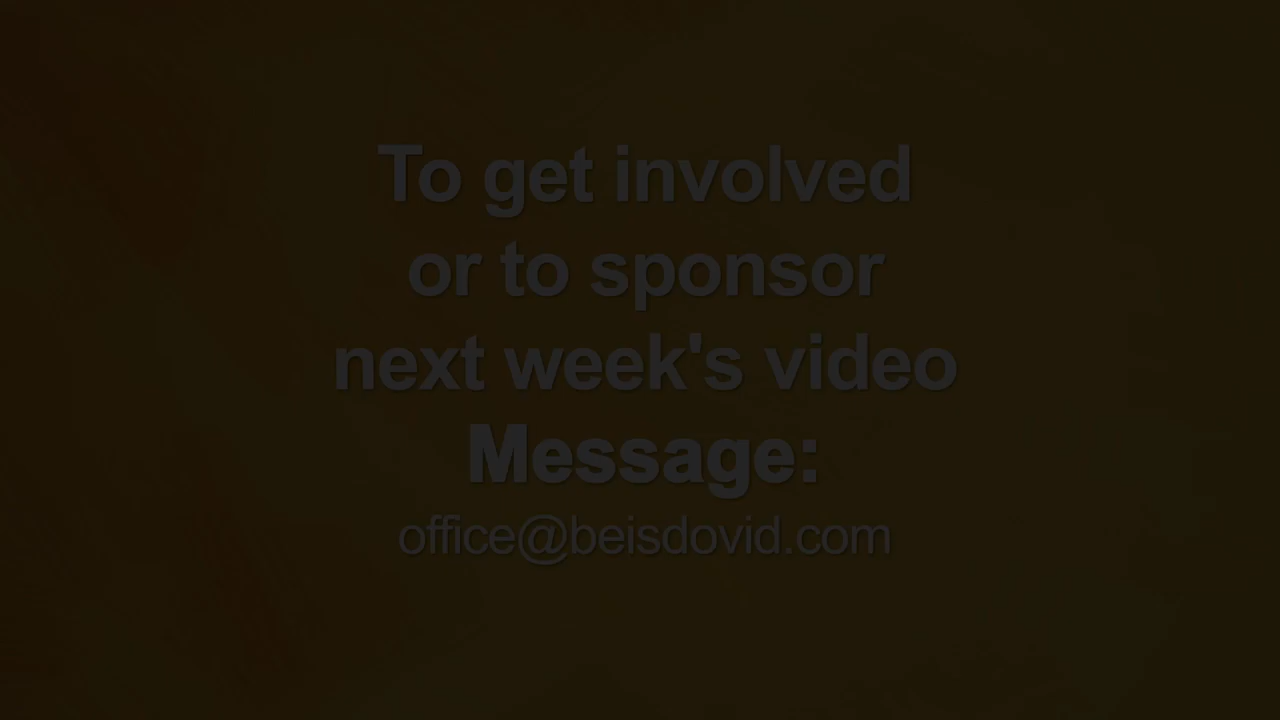 To get involved
or to sponsor
next week's video
Message:
office@beisdovid.com